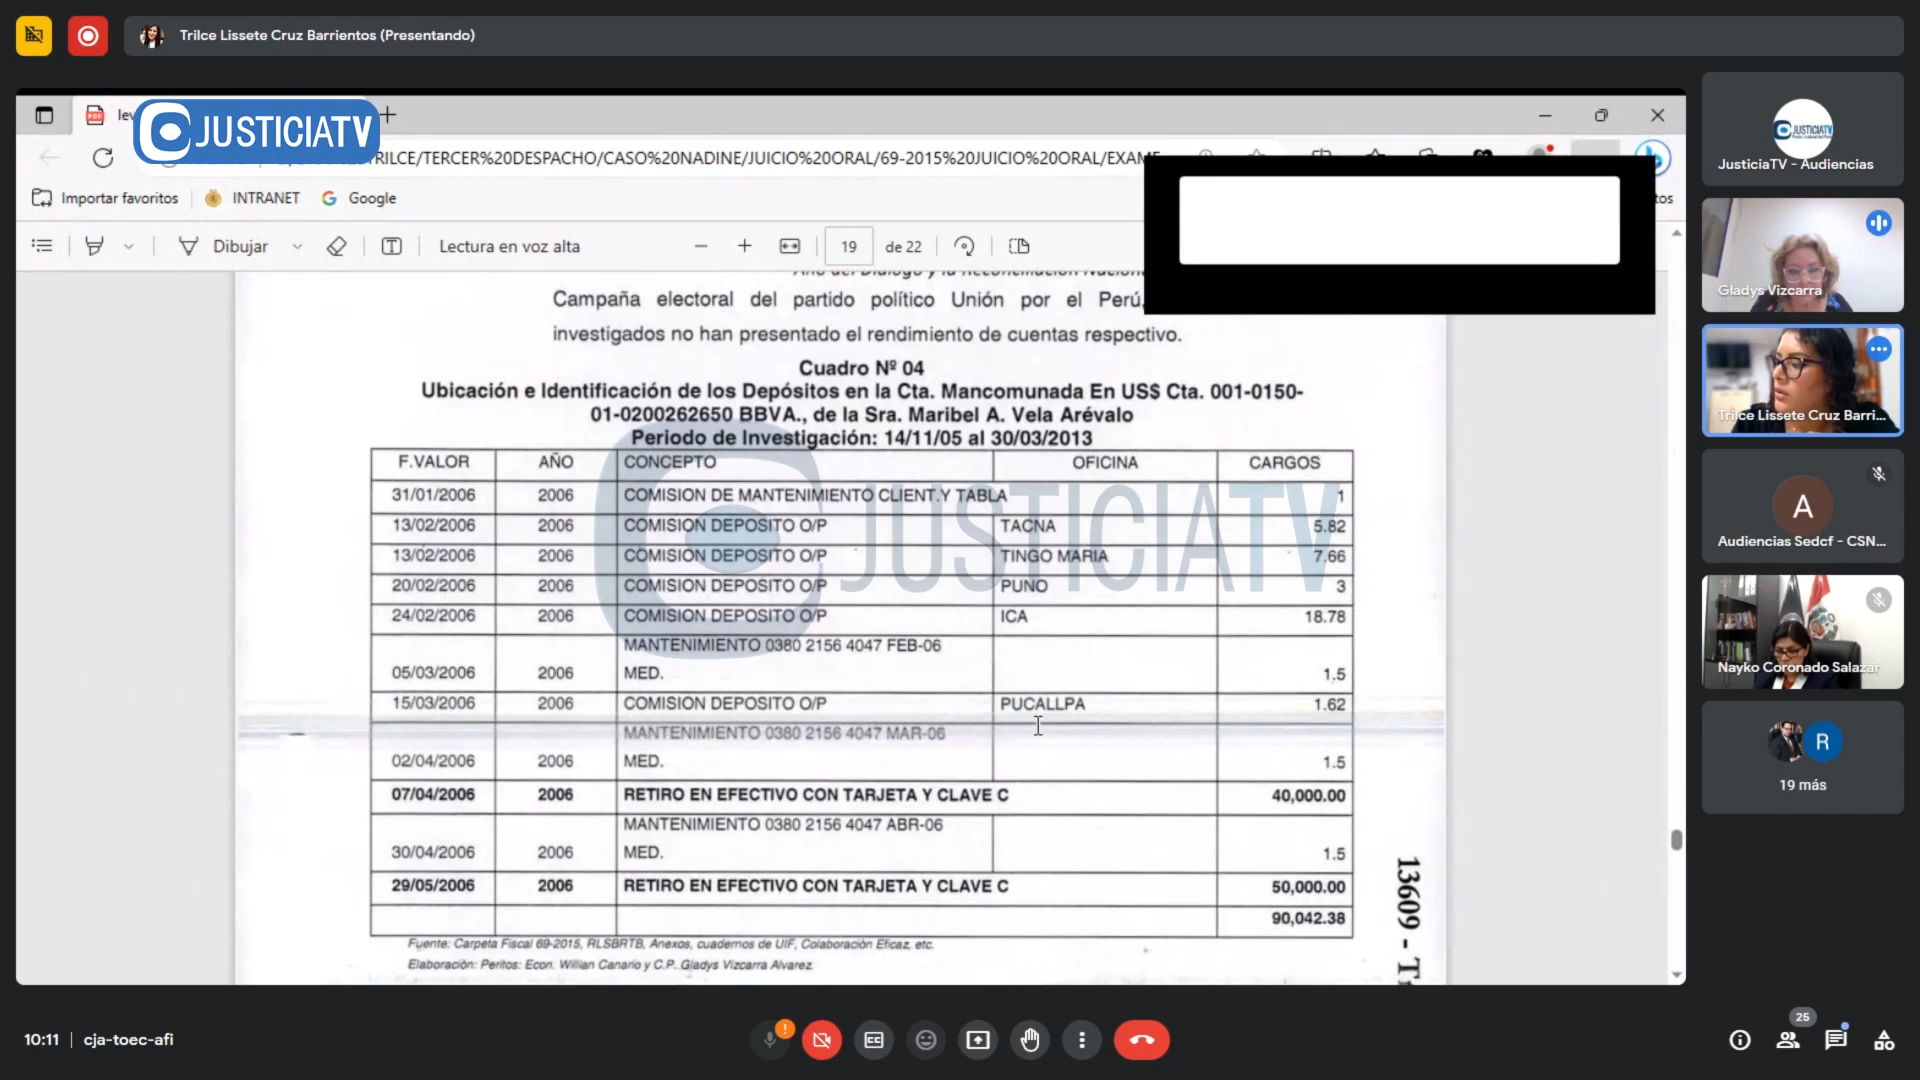 Trilce Lissete Cruz Barrientos (Presentando)
JUSTICIATV
RILCE/TERCER%20DESPACHO/CASO%20NADINE/JUICIO%20ORAL/69-2015%20JUICIO%20ORAL/EXAME
Importar favoritos
INTRANET
Google
Dibujar
Lectura en voz alta
19 de 22
Año del Diálogo y la Reconciliación Nacional
Campaña electoral del partido político Unión por el Perú,
investigados no han presentado el rendimiento de cuentas respectivo.
Cuadro Nº 04
Ubicación e Identificación de los Depósitos en la Cta. Mancomunada En US$ Cta. 001-0150-
01-0200262650 BBVA., de la Sra. Maribel A. Vela Arévalo
Periodo de Investigación: 14/11/05 al 30/03/2013
F.VALOR AÑO CONCEPTO OFICINA CARGOS
31/01/2006 2006 COMISION DE MANTENIMIENTO CLIENT.Y TABLA 1
13/02/2006 2006 COMISION DEPOSITO O/P TACNA 5.82
13/02/2006 2006 COMISION DEPOSITO O/P TINGO MARIA 7.66
20/02/2006 2006 COMISION DEPOSITO O/P PUNO 3
24/02/2006 2006 COMISION DEPOSITO O/P ICA 18.78
MANTENIMIENTO 0380 2156 4047 FEB-06
05/03/2006 2006 MED. 1.5
15/03/2006 2006 COMISION DEPOSITO O/P PUCALLPA 1.62
MANTENIMIENTO 0380 2156 4047 MAR-06
02/04/2006 2006 MED. 1.5
07/04/2006 2006 RETIRO EN EFECTIVO CON TARJETA Y CLAVE C 40,000.00
MANTENIMIENTO 0380 2156 4047 ABR-06
30/04/2006 2006 MED. 1.5
29/05/2006 2006 RETIRO EN EFECTIVO CON TARJETA Y CLAVE C 50,000.00
90,042.38
Fuente: Carpeta Fiscal 69-2015, RLSBRTB, Anexos, cuadernos de UIF, Colaboración Eficaz, etc.
Elaboración: Peritos: Econ. Willian Canario y C.P. Gladys Vizcarra Alvarez
13609 - T
JUSTICIATV
JUSTICIATV
JusticiaTV - Audiencias
Gladys Vizcarra
Trilce Lissete Cruz Barri...
A
Audiencias Sedcf - CSN...
Nayko Coronado Salazar
R
19 más
10:11 | cja-toec-afi
25